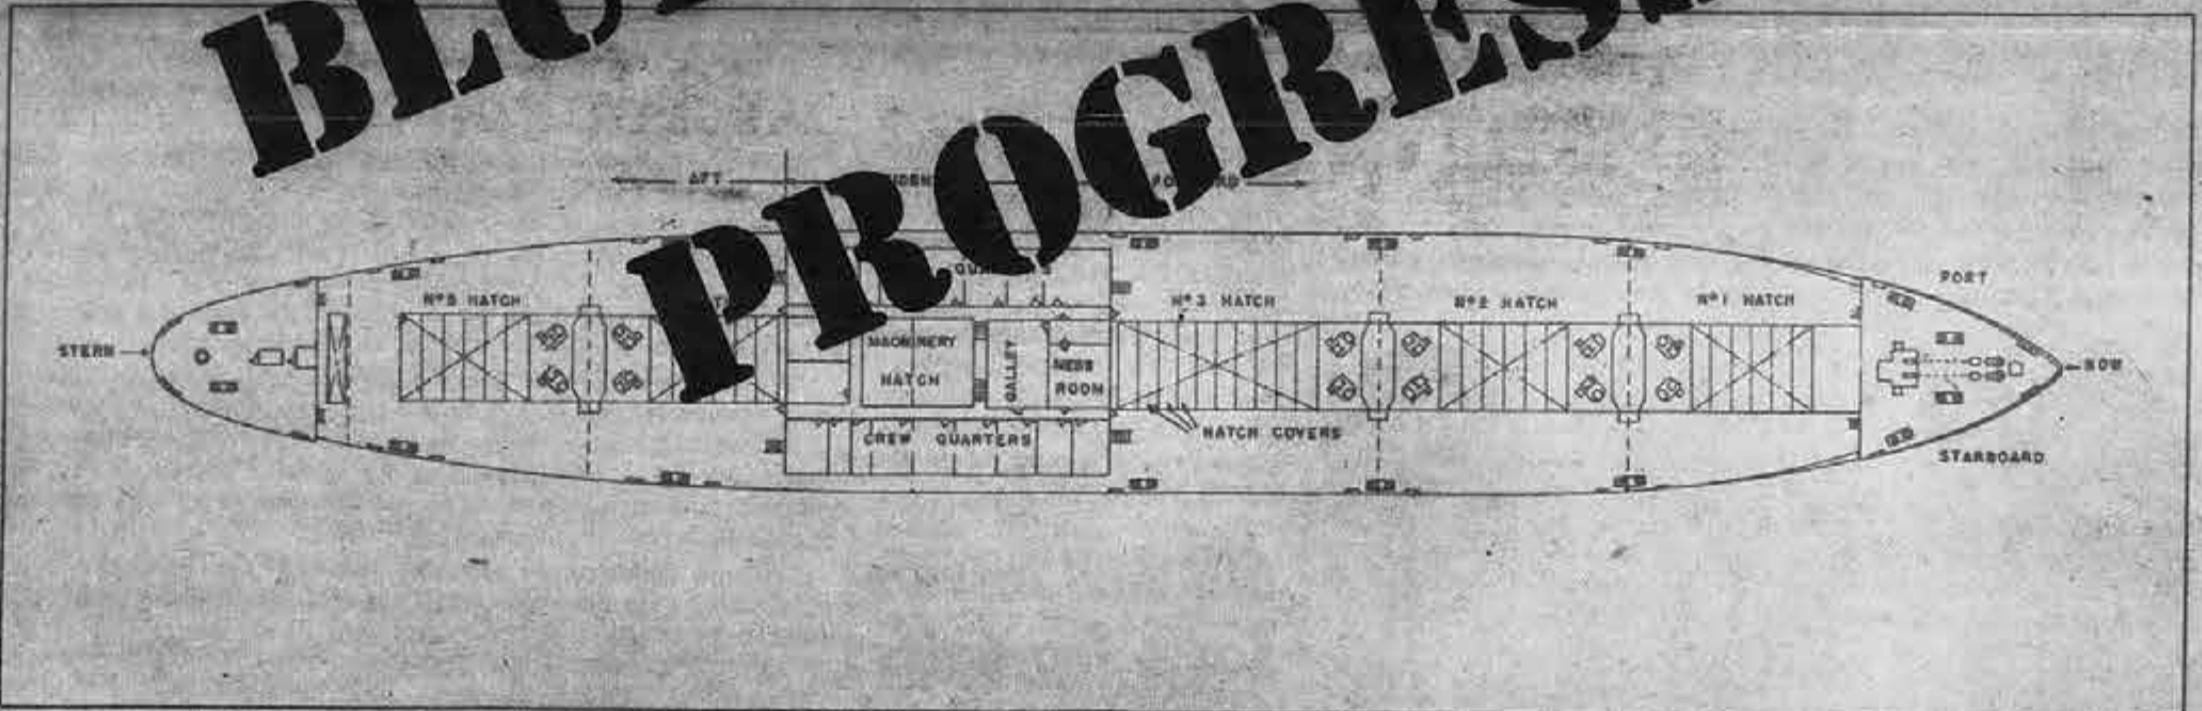 BLU
PROGRESS
AFT
PORT
Nº 5 HATCH
Nº 3 HATCH
Nº 2 HATCH
Nº 1 HATCH
STERN
MACHINERY
HATCH
GALLEY
MESS
ROOM
BOW
CREW QUARTERS
HATCH COVERS
STARBOARD